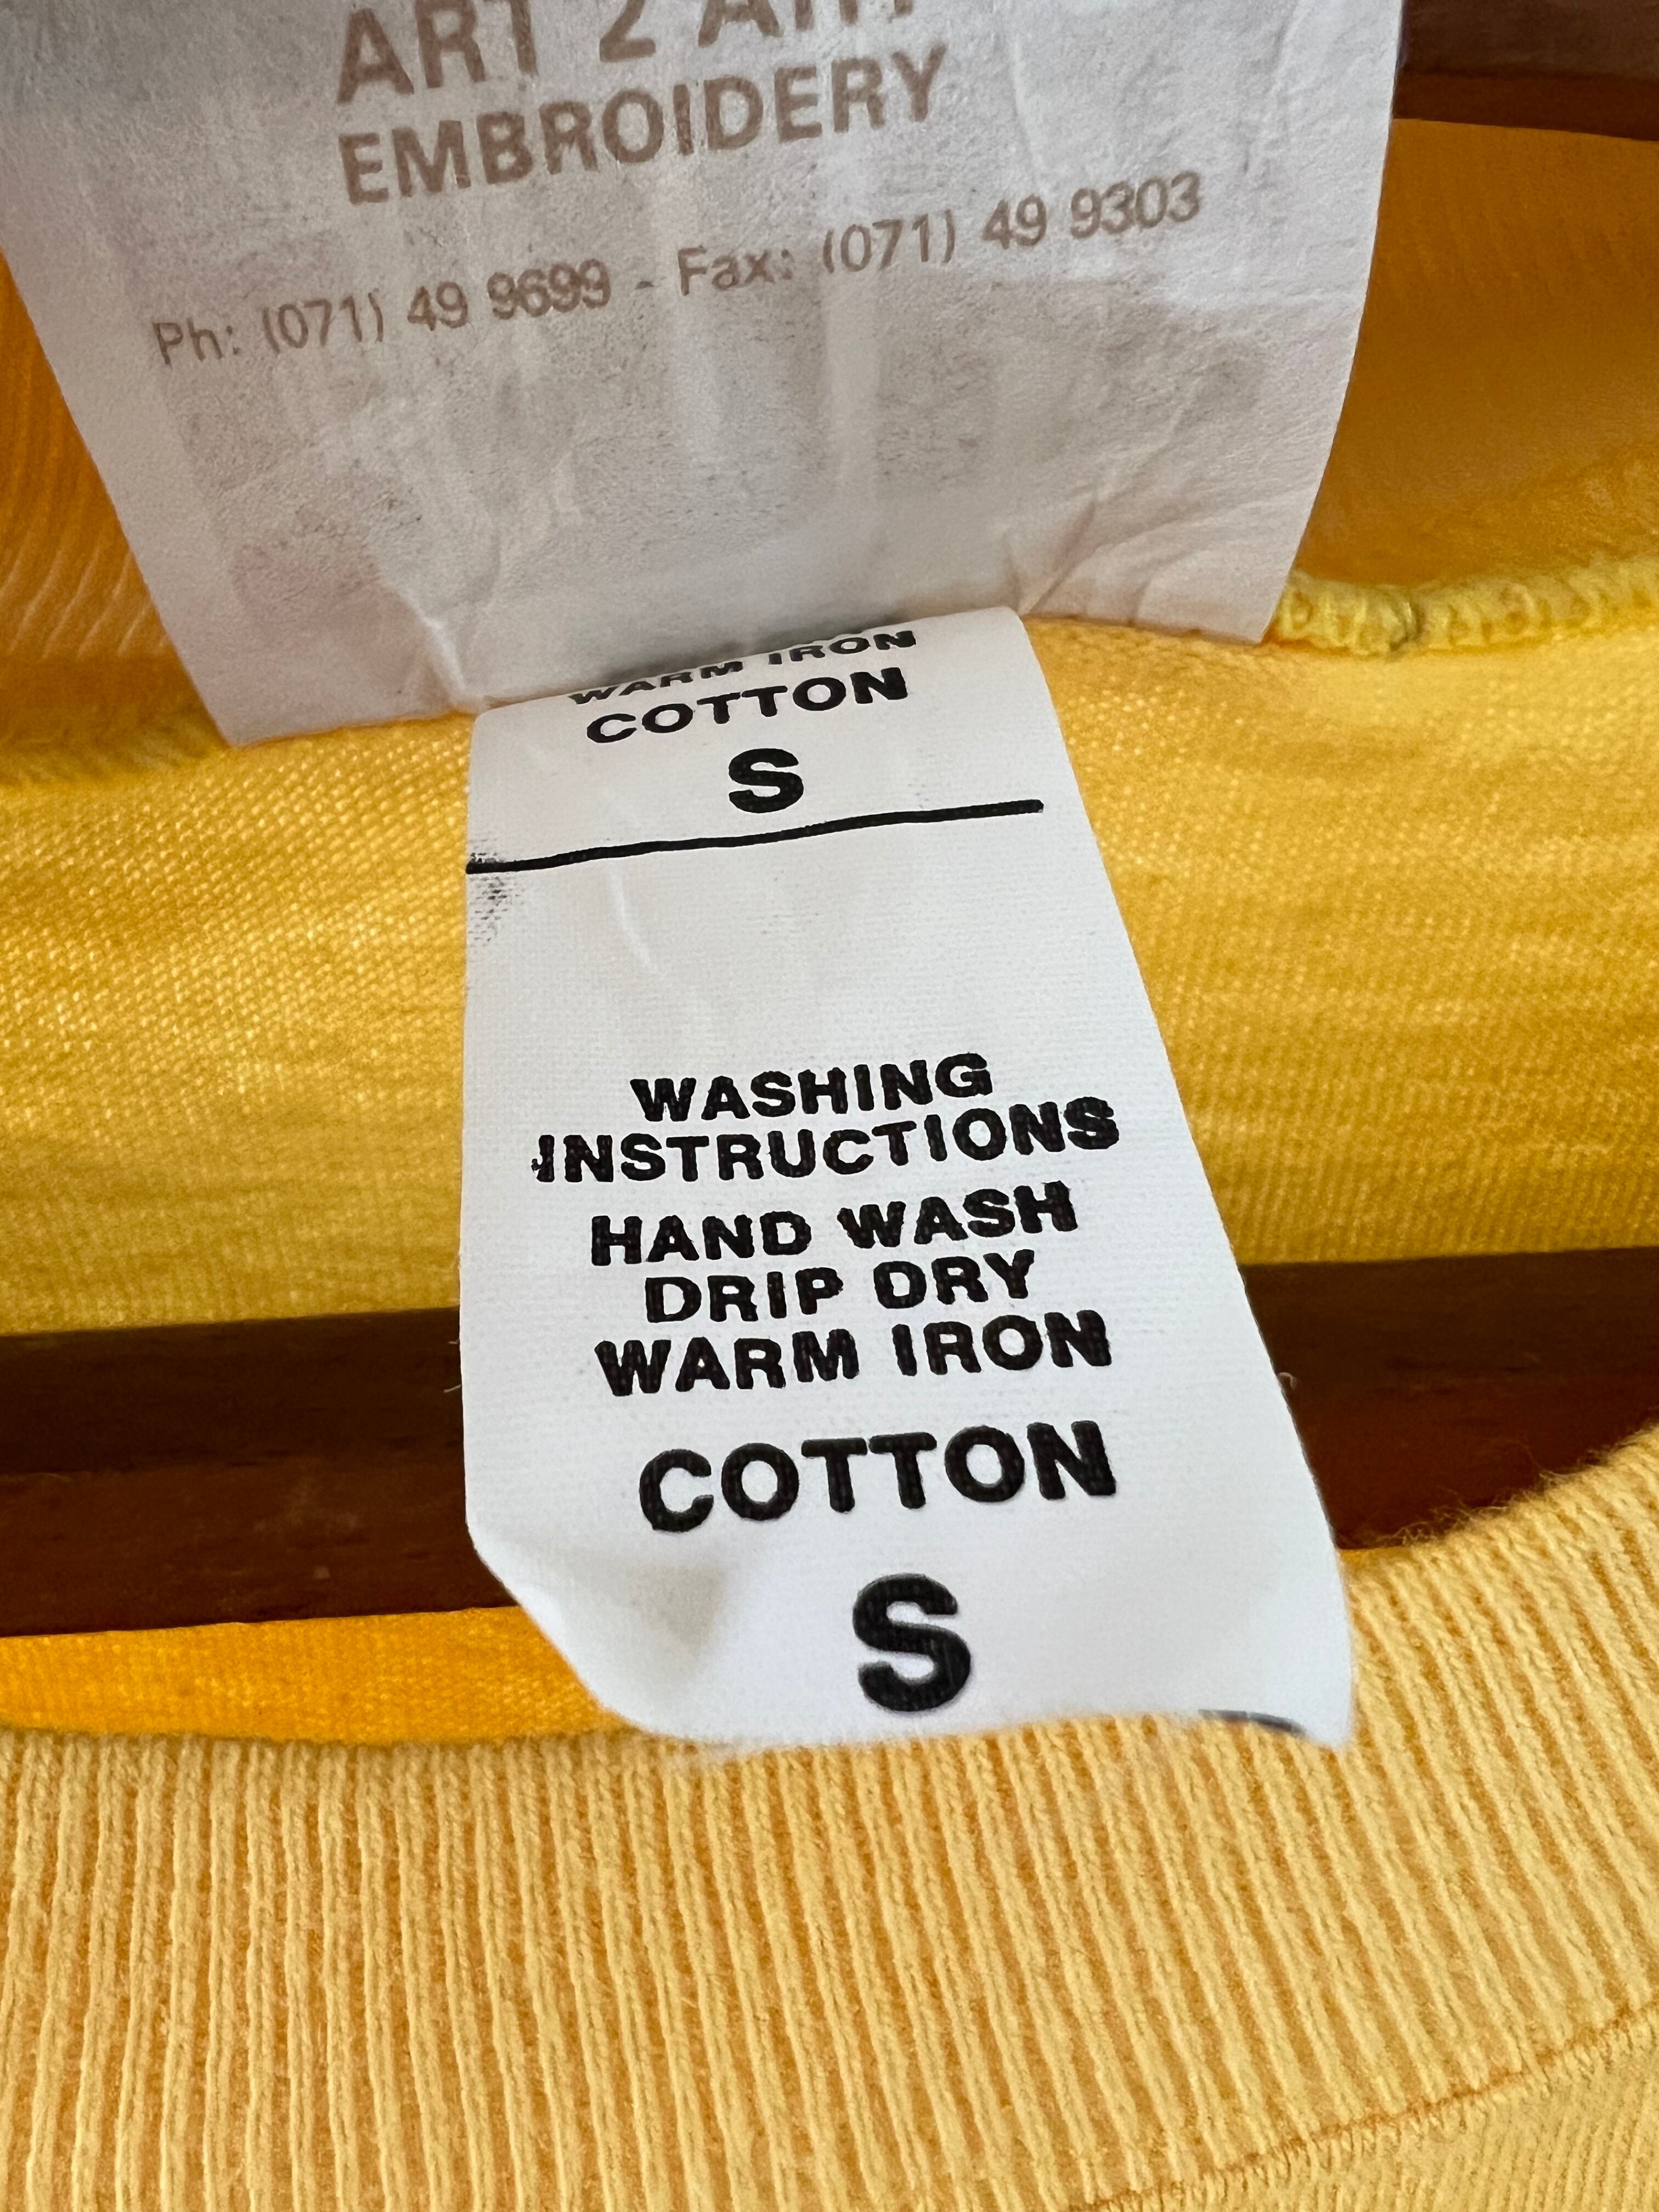 ART 2 ART
EMBROIDERY
Ph: (071) 49 9699 - Fax: (071) 49 9303
WARM IRON
COTTON
S
WASHING
INSTRUCTIONS
HAND WASH
DRIP DRY
WARM IRON
COTTON
S